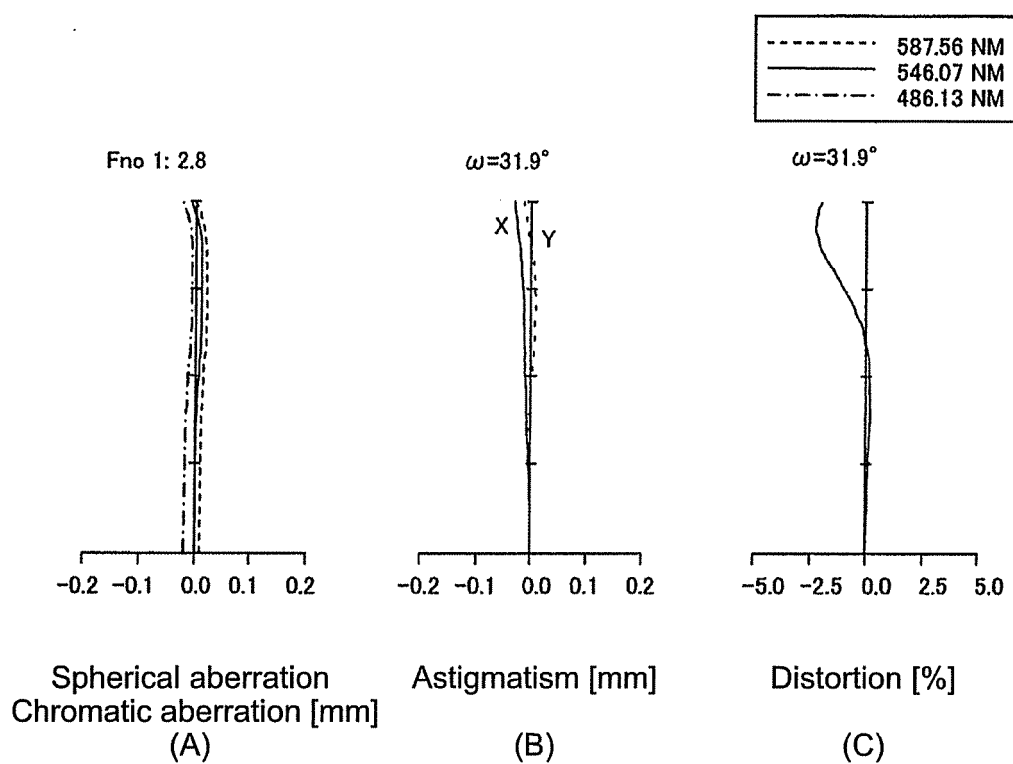 587.56 NM
546.07 NM
486.13 NM
Fno 1: 2.8
ω=31.9°
ω=31.9°
X
Y
-0.2 -0.1 0.0 0.1 0.2
-0.2 -0.1 0.0 0.1 0.2
-5.0 -2.5 0.0 2.5 5.0
Spherical aberration
Chromatic aberration [mm]
(A)
Astigmatism [mm]
(B)
Distortion [%]
(C)